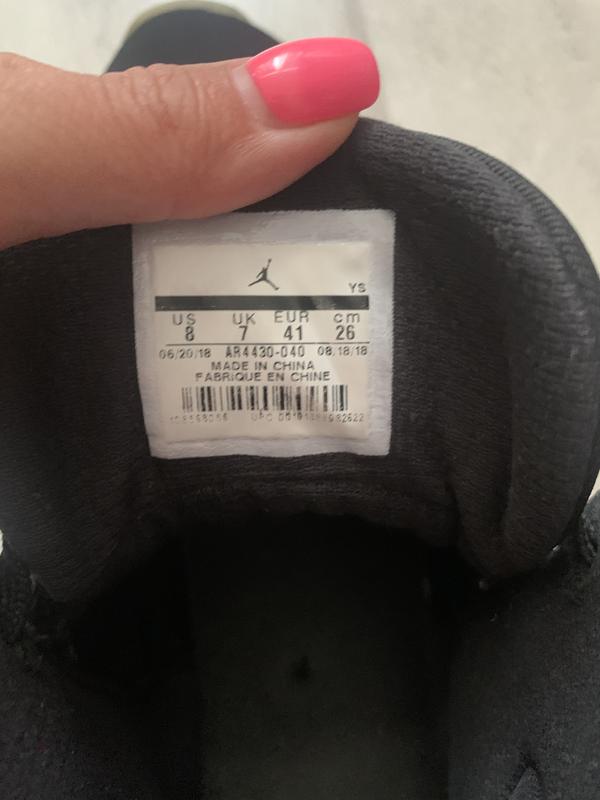 YS
US UK EUR cm
8 7 41 26
06/20/18 AR4430-040 08/18/18
MADE IN CHINA
FABRIQUE EN CHINE
UPC